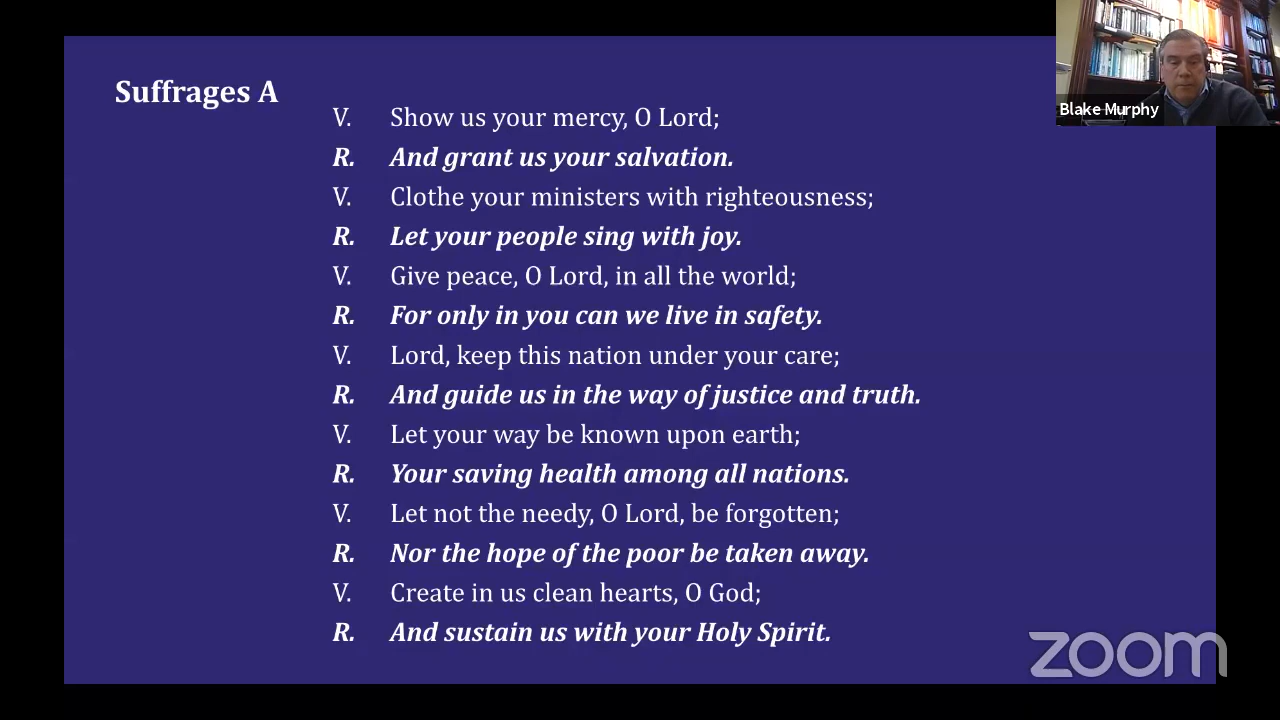 Suffrages A
V. Show us your mercy, O Lord;
R. And grant us your salvation.
V. Clothe your ministers with righteousness;
R. Let your people sing with joy.
V. Give peace, O Lord, in all the world;
R. For only in you can we live in safety.
V. Lord, keep this nation under your care;
R. And guide us in the way of justice and truth.
V. Let your way be known upon earth;
R. Your saving health among all nations.
V. Let not the needy, O Lord, be forgotten;
R. Nor the hope of the poor be taken away.
V. Create in us clean hearts, O God;
R. And sustain us with your Holy Spirit.
Blake Murphy
zoom